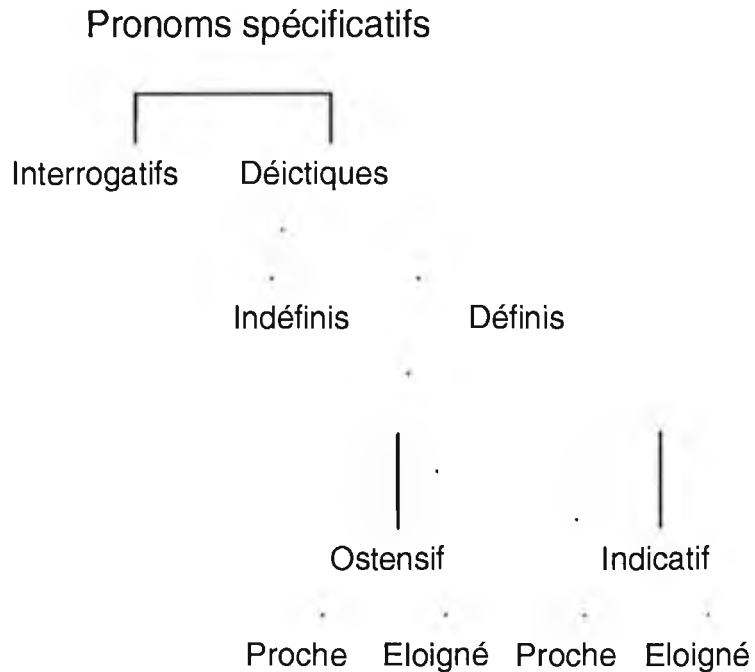 Pronoms spécificatifs
Interrogatifs Déictiques
Indéfinis Définis
Ostensif Indicatif
Proche Eloigné Proche Eloigné